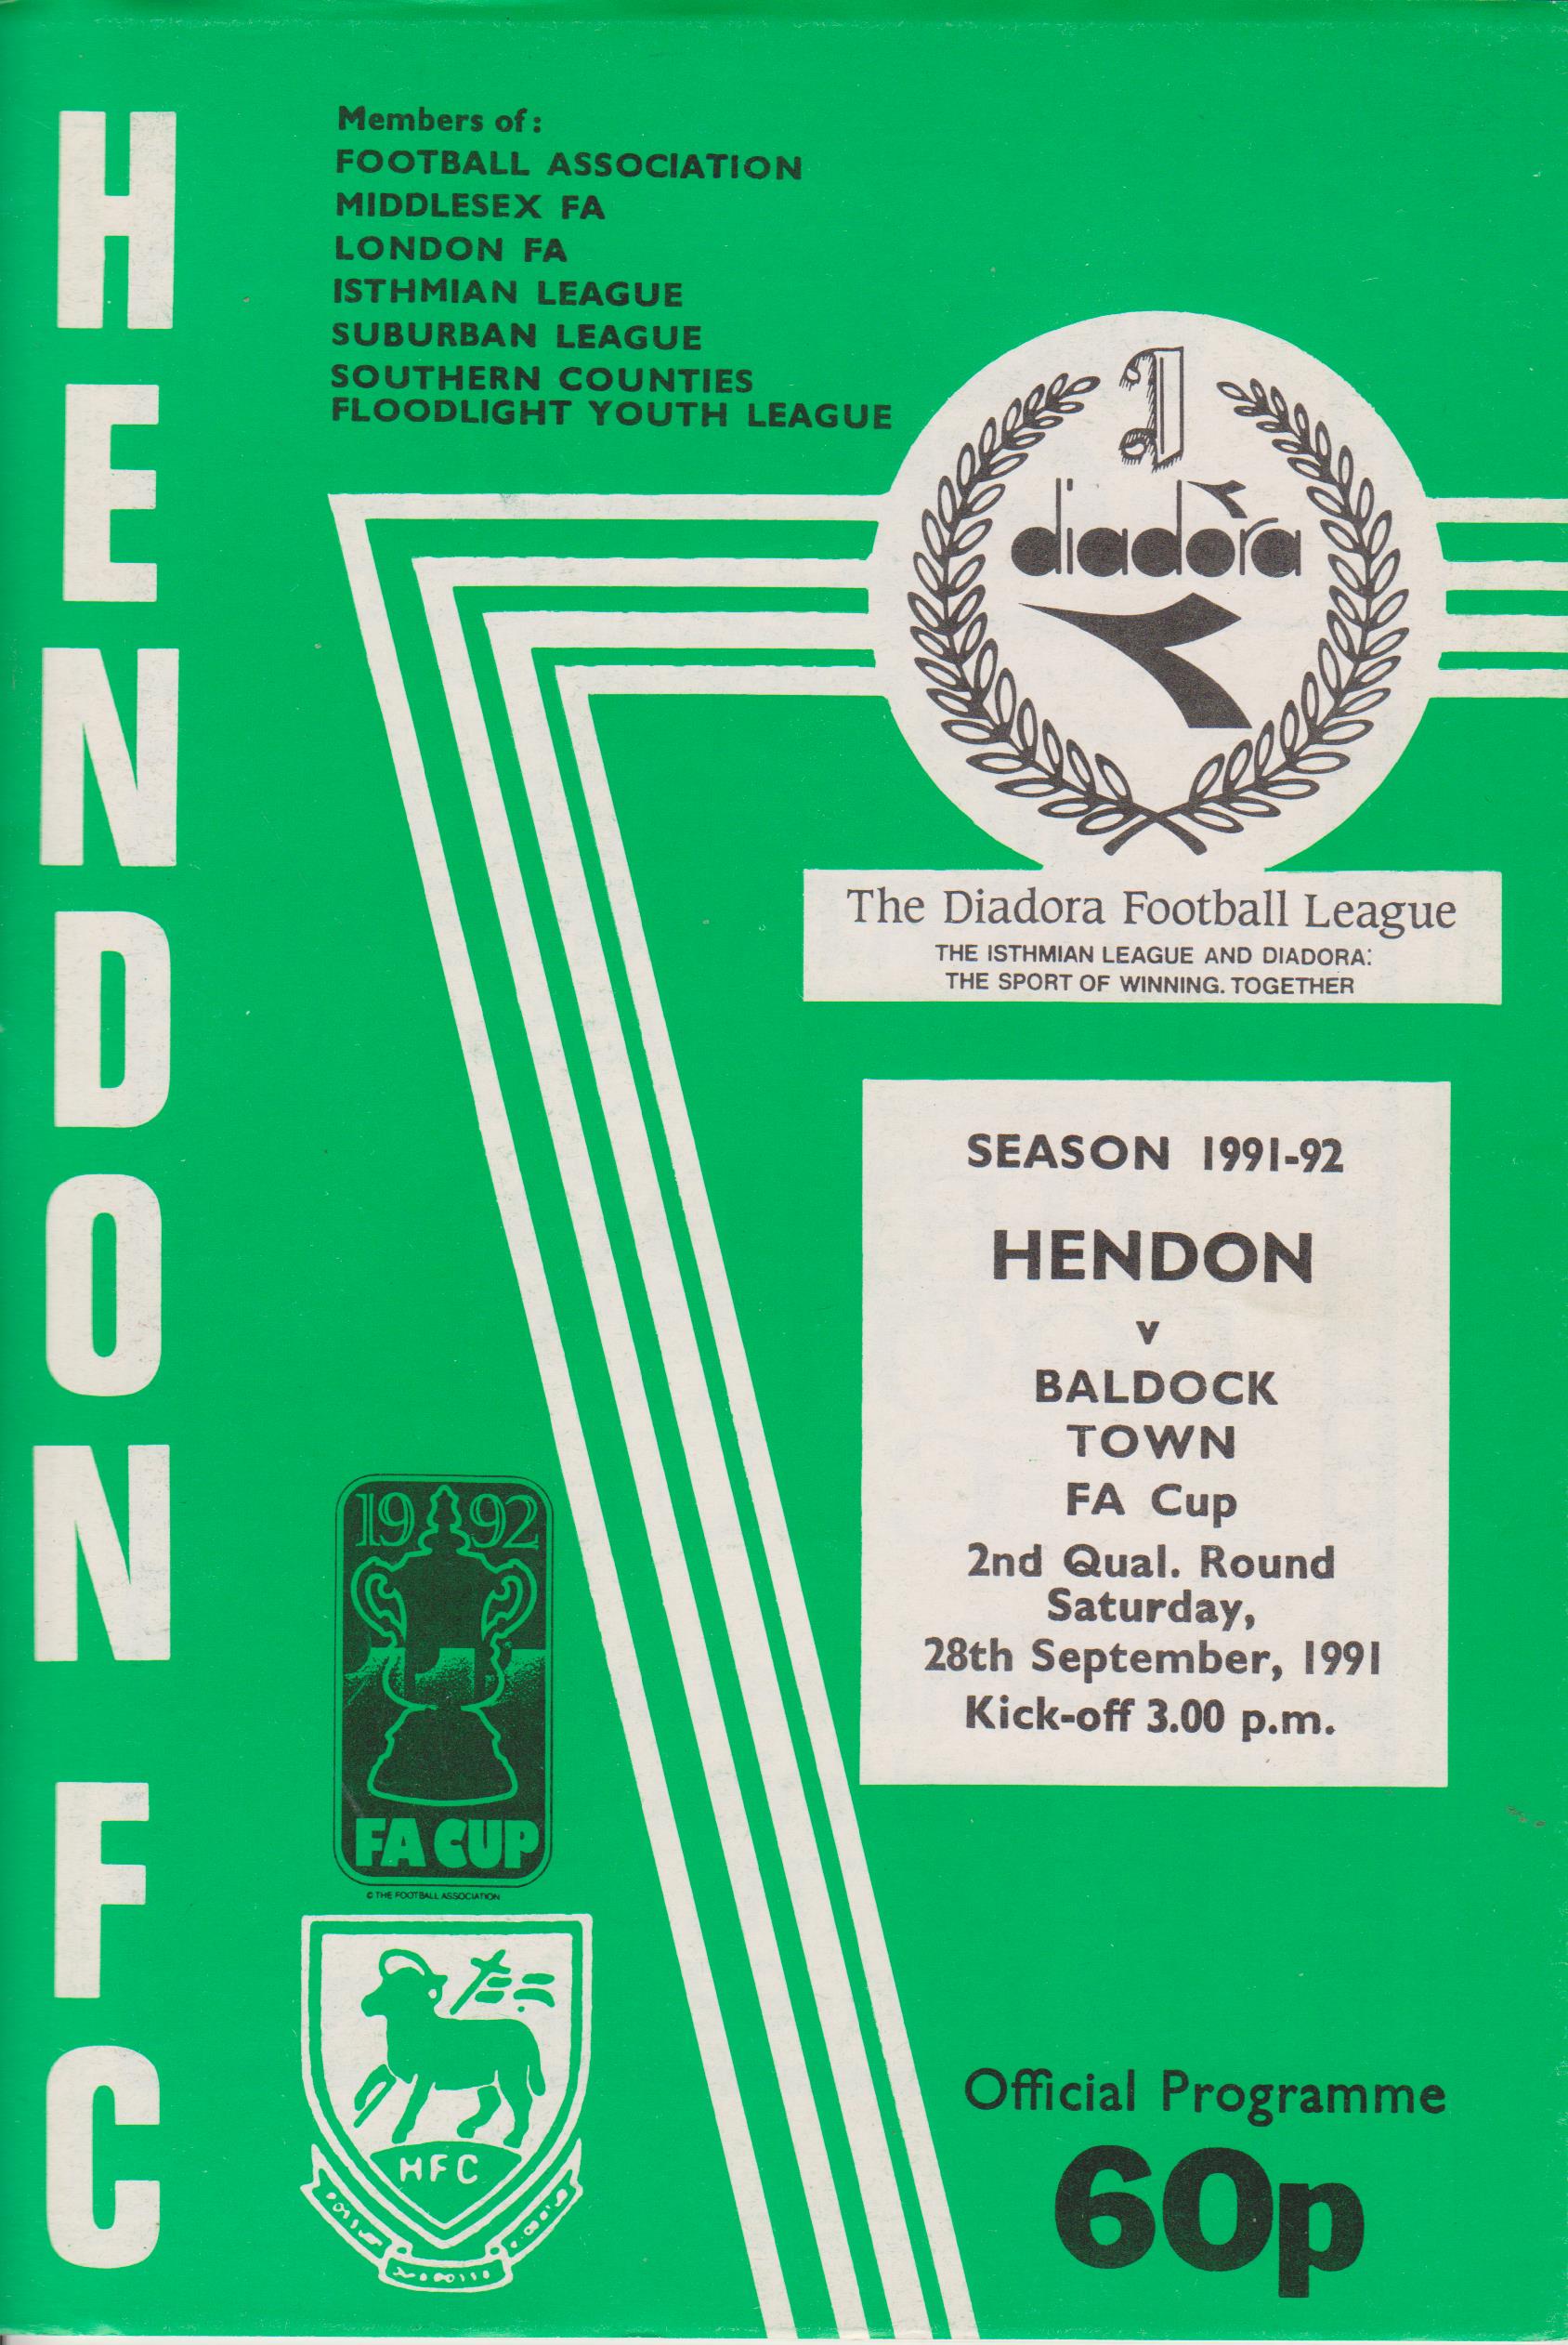 HENDON FC
Members of:
FOOTBALL ASSOCIATION
MIDDLESEX FA
LONDON FA
ISTHMIAN LEAGUE
SUBURBAN LEAGUE
SOUTHERN COUNTIES
FLOODLIGHT YOUTH LEAGUE
diadora
The Diadora Football League
THE ISTHMIAN LEAGUE AND DIADORA:
THE SPORT OF WINNING. TOGETHER
SEASON 1991-92
HENDON
v
BALDOCK
TOWN
FA Cup
2nd Qual. Round
Saturday,
28th September, 1991
Kick-off 3.00 p.m.
1992
FA CUP
© THE FOOTBALL ASSOCIATION
HFC
Official Programme
60p